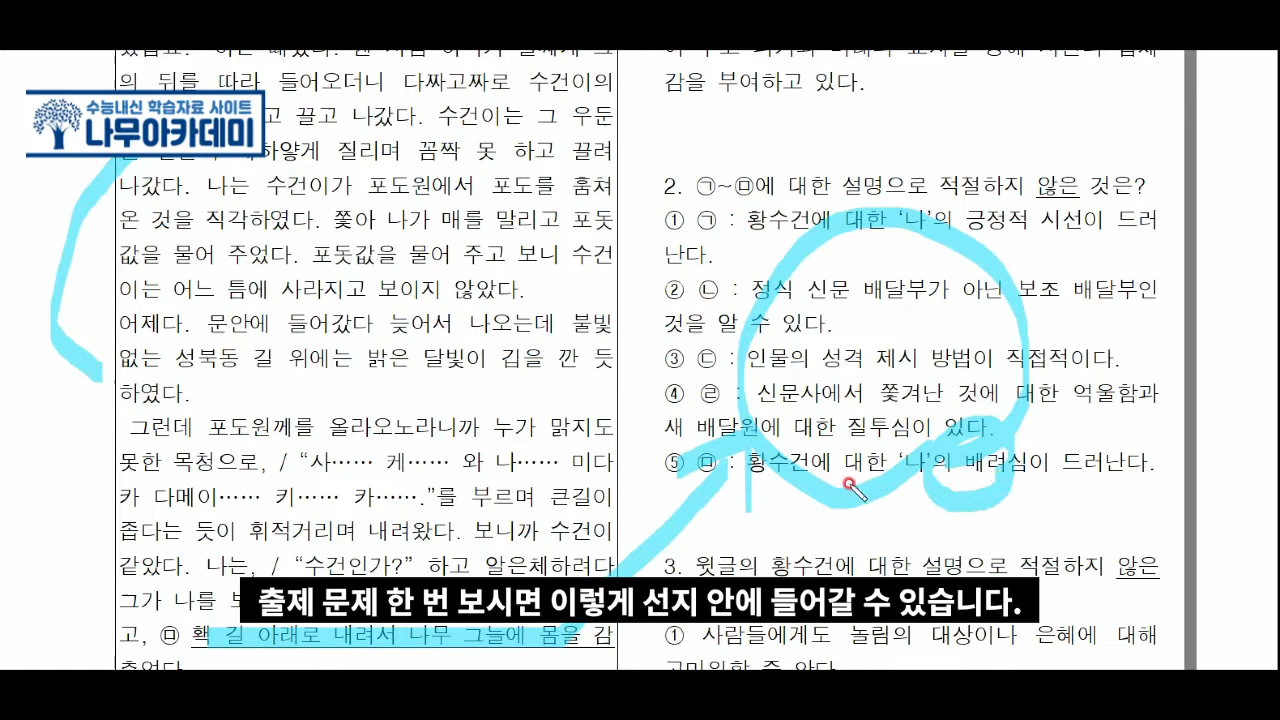 의 뒤를 따라 들어오더니 다짜고짜로 수건이의
고 끌고 나갔다. 수건이는 그 우둔
하얗게 질리며 꼼짝 못 하고 끌려
나갔다. 나는 수건이가 포도원에서 포도를 훔쳐
온 것을 직각하였다. 쫓아 나가 매를 말리고 포돗
값을 물어 주었다. 포돗값을 물어 주고 보니 수건
이는 어느 틈에 사라지고 보이지 않았다.
어제다. 문안에 들어갔다 늦어서 나오는데 불빛
없는 성북동 길 위에는 밝은 달빛이 깁을 깐 듯
하였다.
그런데 포도원께를 올라오노라니까 누가 맑지도
못한 목청으로, / “사…… 케…… 와 나…… 미다
카 다메이…… 키…… 카…….”를 부르며 큰길이
좁다는 듯이 휘적거리며 내려왔다. 보니까 수건이
같았다. 나는, / “수건인가?” 하고 알은체하려다
그가 나를 보
고, ㉤ 홱 길 아래로 내려서 나무 그늘에 몸을 감
추었다
수능내신 학습자료 사이트
나무아카데미
감을 부여하고 있다.
2. ㉠~㉤에 대한 설명으로 적절하지 않은 것은?
① ㉠ : 황수건에 대한 ‘나’의 긍정적 시선이 드러
난다.
② ㉡ : 정식 신문 배달부가 아닌 보조 배달부인
것을 알 수 있다.
③ ㉢ : 인물의 성격 제시 방법이 직접적이다.
④ ㉣ : 신문사에서 쫓겨난 것에 대한 억울함과
새 배달원에 대한 질투심이 있다.
⑤ ㉤ : 황수건에 대한 ‘나’의 배려심이 드러난다.
3. 윗글의 황수건에 대한 설명으로 적절하지 않은
① 사람들에게도 놀림의 대상이나 은혜에 대해
고마워할 줄 안다
출제 문제 한 번 보시면 이렇게 선지 안에 들어갈 수 있습니다.